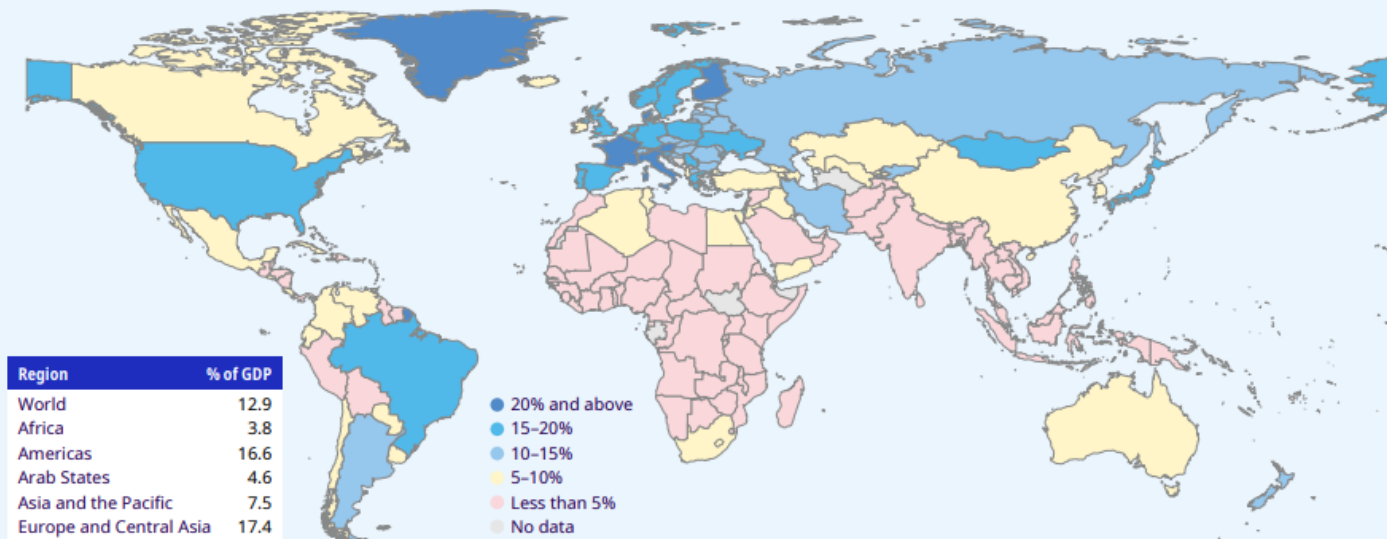 Region % of GDP
World 12.9
Africa 3.8
Americas 16.6
Arab States 4.6
Asia and the Pacific 7.5
Europe and Central Asia 17.4
20% and above
15–20%
10–15%
5–10%
Less than 5%
No data